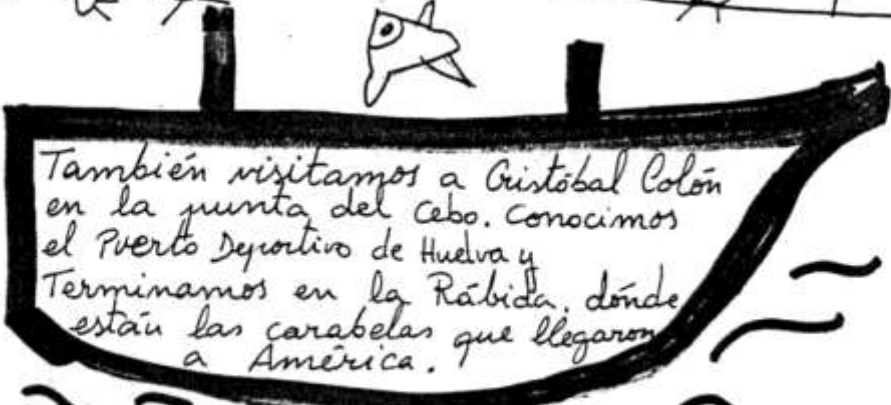 También visitamos a Cristóbal Colón
en la punta del Cebo. Conocimos
el Puerto Deportivo de Huelva y
Terminamos en la Rábida. dónde
están las carabelas que llegaron
a América.